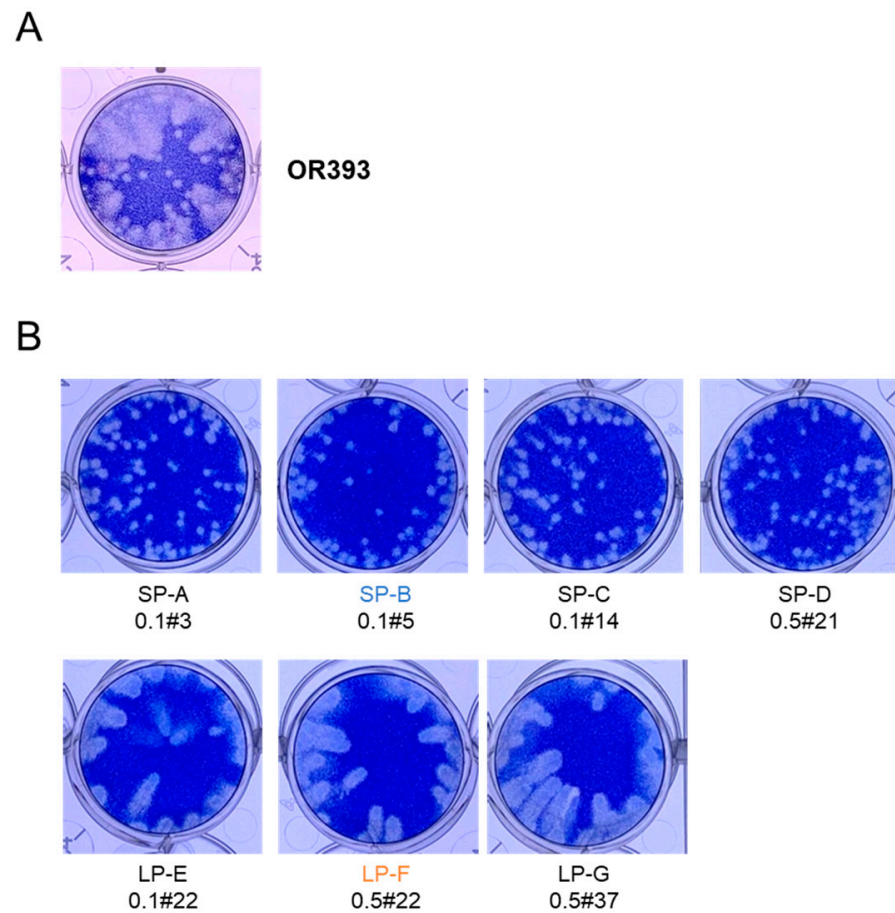 A
OR393
B
SP-A
0.1#3
SP-B
0.1#5
SP-C
0.1#14
SP-D
0.5#21
LP-E
0.1#22
LP-F
0.5#22
LP-G
0.5#37